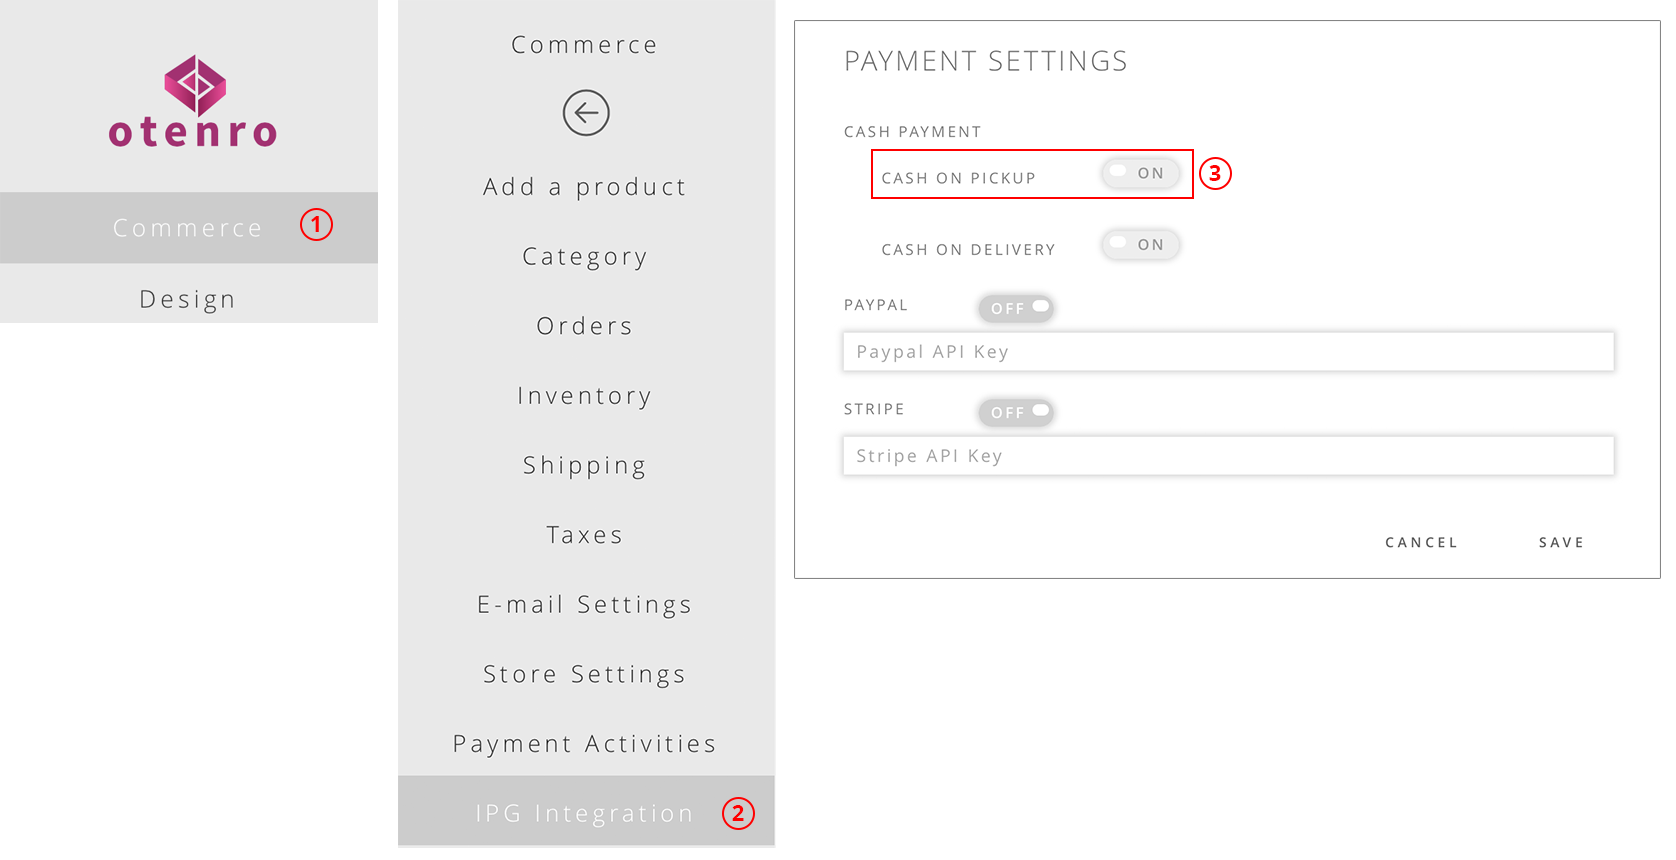 otenro
Commerce 1
Design
Commerce
Add a product
Category
Orders
Inventory
Shipping
Taxes
E-mail Settings
Store Settings
Payment Activities
IPG Integration 2
PAYMENT SETTINGS
CASH PAYMENT
CASH ON PICKUP ON 3
CASH ON DELIVERY ON
PAYPAL OFF
Paypal API Key
STRIPE OFF
Stripe API Key
CANCEL SAVE